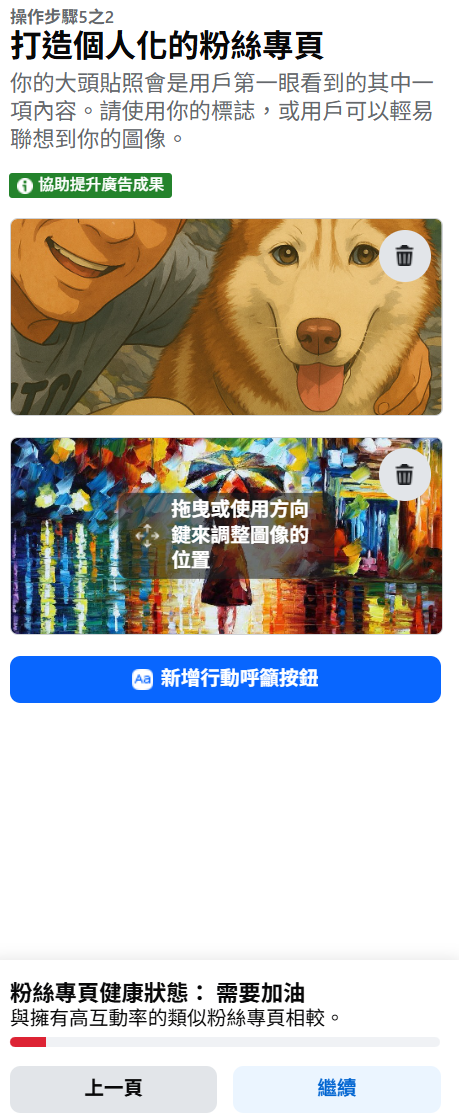 操作步驟5之2
打造個人化的粉絲專頁
你的大頭貼照會是用戶第一眼看到的其中一
項內容。請使用你的標誌，或用戶可以輕易
聯想到你的圖像。
協助提升廣告成果
拖曳或使用方向
鍵來調整圖像的
位置
Aa 新增行動呼籲按鈕
粉絲專頁健康狀態： 需要加油
與擁有高互動率的類似粉絲專頁相較。
上一頁
繼續